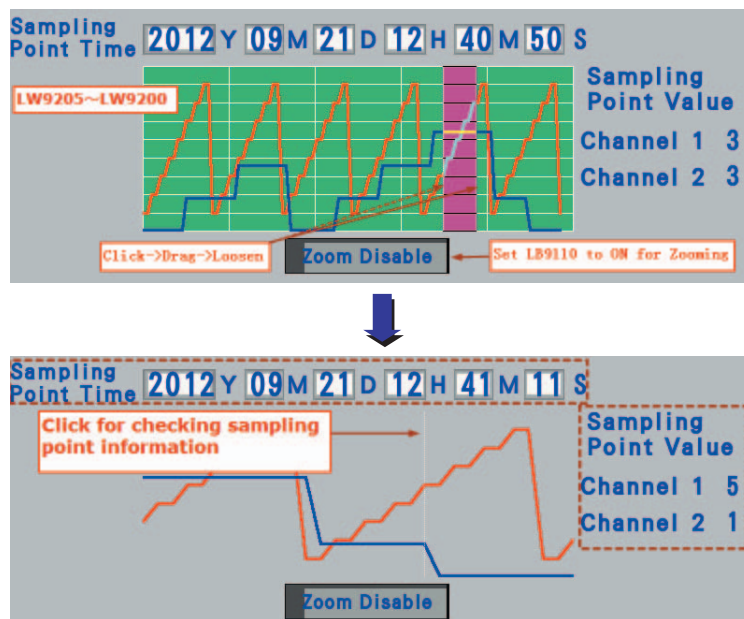 Sampling
Point Time 2012 Y 09 M 21 D 12 H 40 M 50 S
LW9205~LW9200
Sampling
Point Value
Channel 1 3
Channel 2 3
Click->Drag->Loosen
Zoom Disable
Set LB9110 to ON for Zooming
Sampling
Point Time 2012 Y 09 M 21 D 12 H 41 M 11 S
Click for checking sampling
point information
Sampling
Point Value
Channel 1 5
Channel 2 1
Zoom Disable